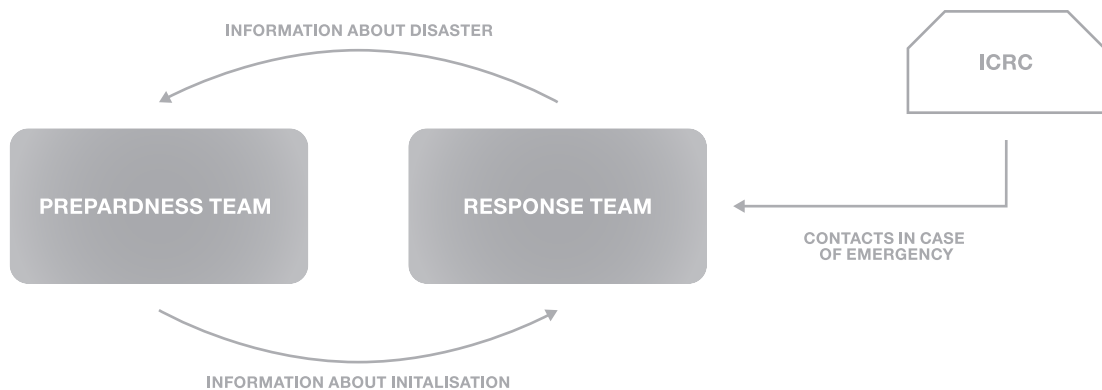 INFORMATION ABOUT DISASTER
ICRC
PREPARDNESS TEAM
RESPONSE TEAM
CONTACTS IN CASE
OF EMERGENCY
INFORMATION ABOUT INITALISATION